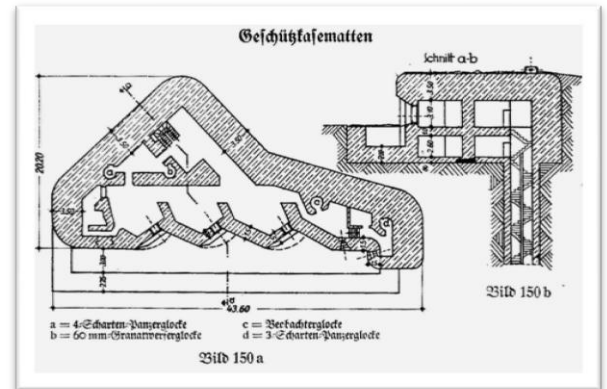 Geschützkasematten
Schnitt a-b
2020
43.60
a = 4-Scharten-Panzerglocke
b = 60 mm-Granatwerferglocke
c = Beobachterglocke
d = 3-Scharten-Panzerglocke
Bild 150 a
Bild 150 b